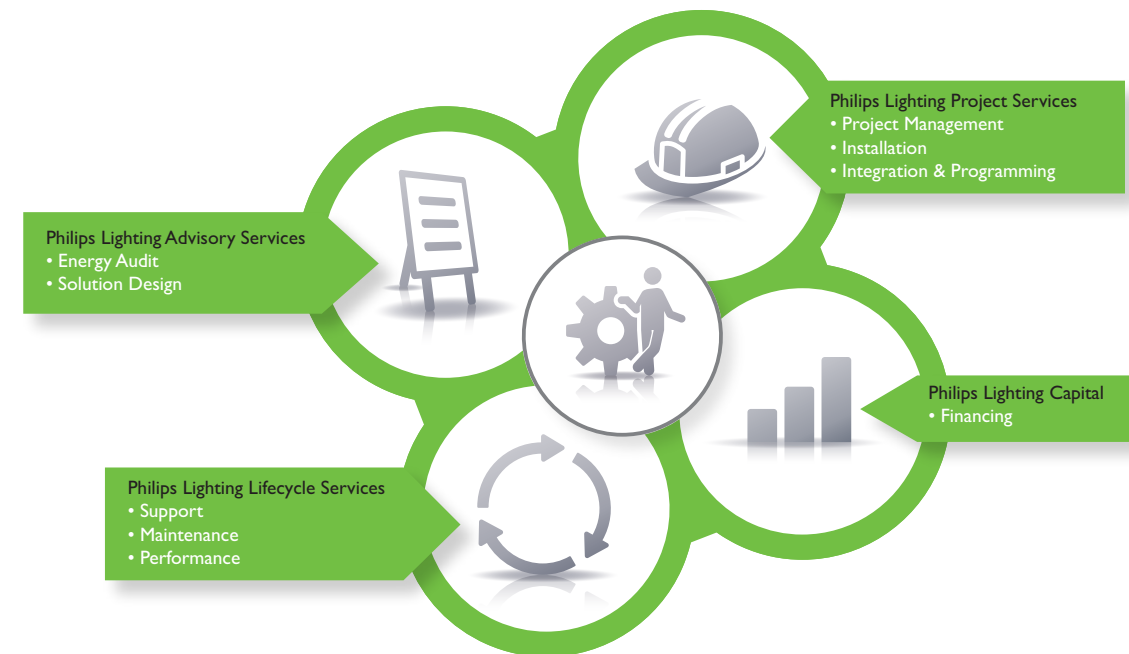 Philips Lighting Project Services
• Project Management
• Installation
• Integration & Programming
Philips Lighting Advisory Services
• Energy Audit
• Solution Design
Philips Lighting Capital
• Financing
Philips Lighting Lifecycle Services
• Support
• Maintenance
• Performance